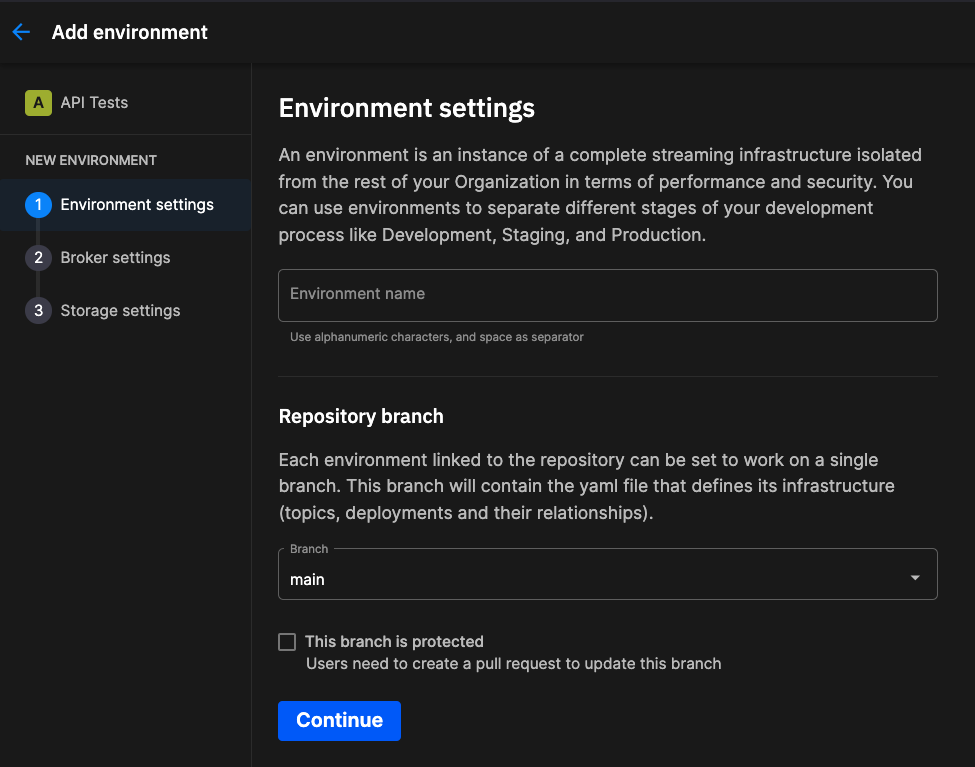 Add environment
A API Tests
NEW ENVIRONMENT
1 Environment settings
2 Broker settings
3 Storage settings
Environment settings
An environment is an instance of a complete streaming infrastructure isolated
from the rest of your Organization in terms of performance and security. You
can use environments to separate different stages of your development
process like Development, Staging, and Production.
Environment name
Use alphanumeric characters, and space as separator
Repository branch
Each environment linked to the repository can be set to work on a single
branch. This branch will contain the yaml file that defines its infrastructure
(topics, deployments and their relationships).
Branch
main
This branch is protected
Users need to create a pull request to update this branch
Continue